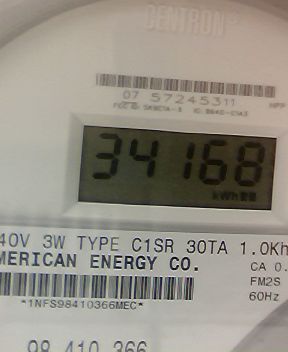 CENTRON®
07 57245311
34168
kWh
40V 3W TYPE C1SR 30TA 1.0Kh
MERICAN ENERGY CO.
CA 0.
FM2S
*1NFS98410366MEC*
60Hz
98 410 366